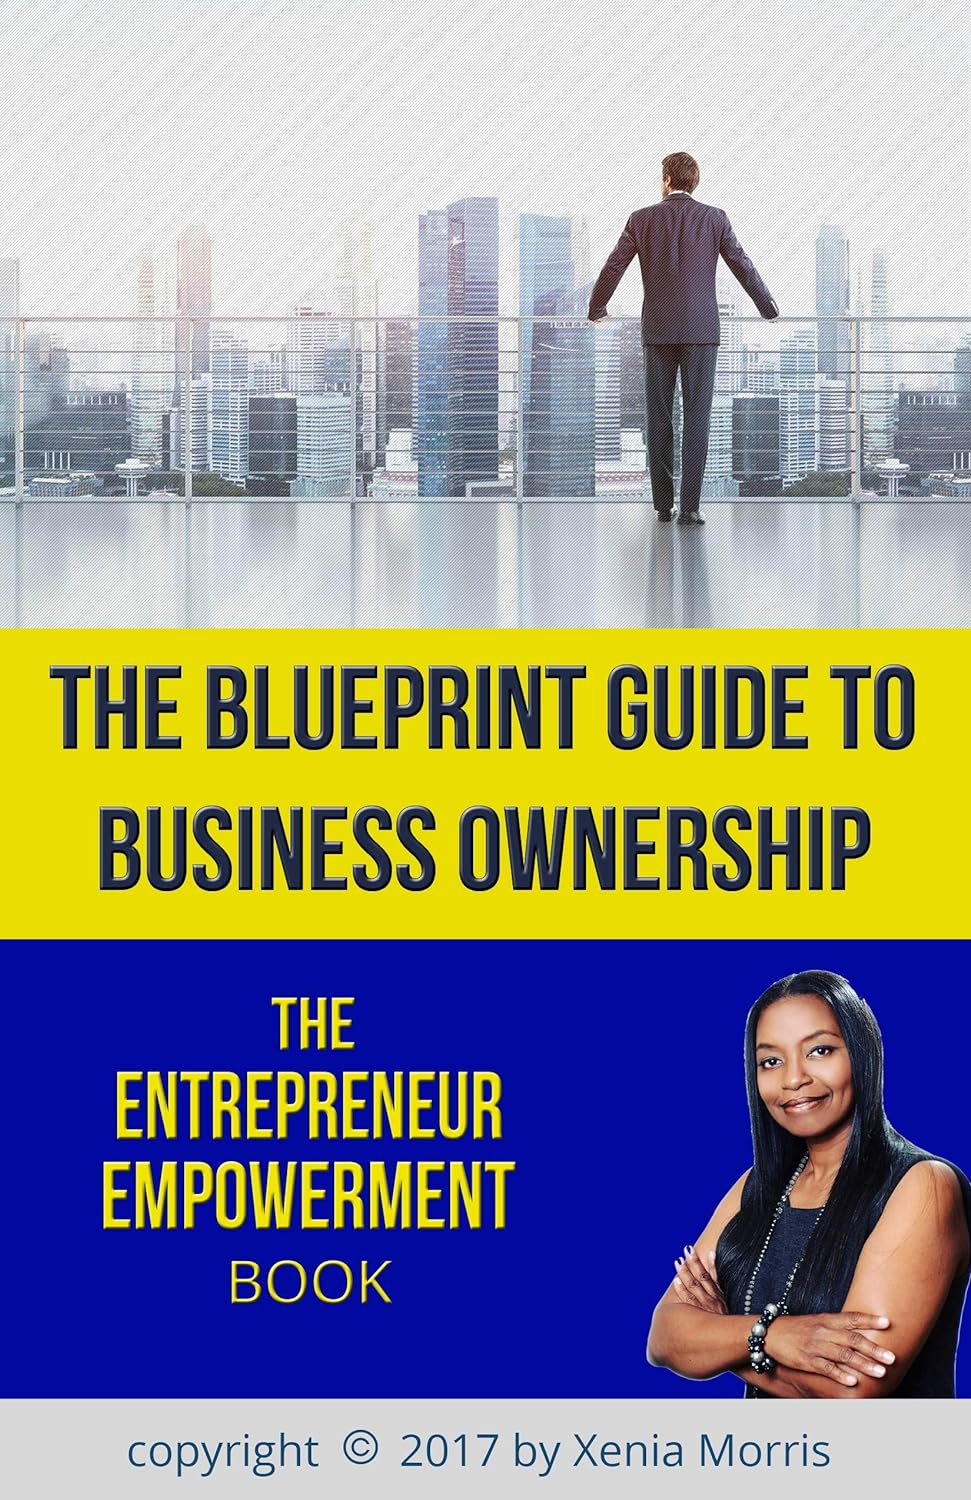 THE BLUEPRINT GUIDE TO
BUSINESS OWNERSHIP
THE
ENTREPRENEUR
EMPOWERMENT
BOOK
copyright © 2017 by Xenia Morris